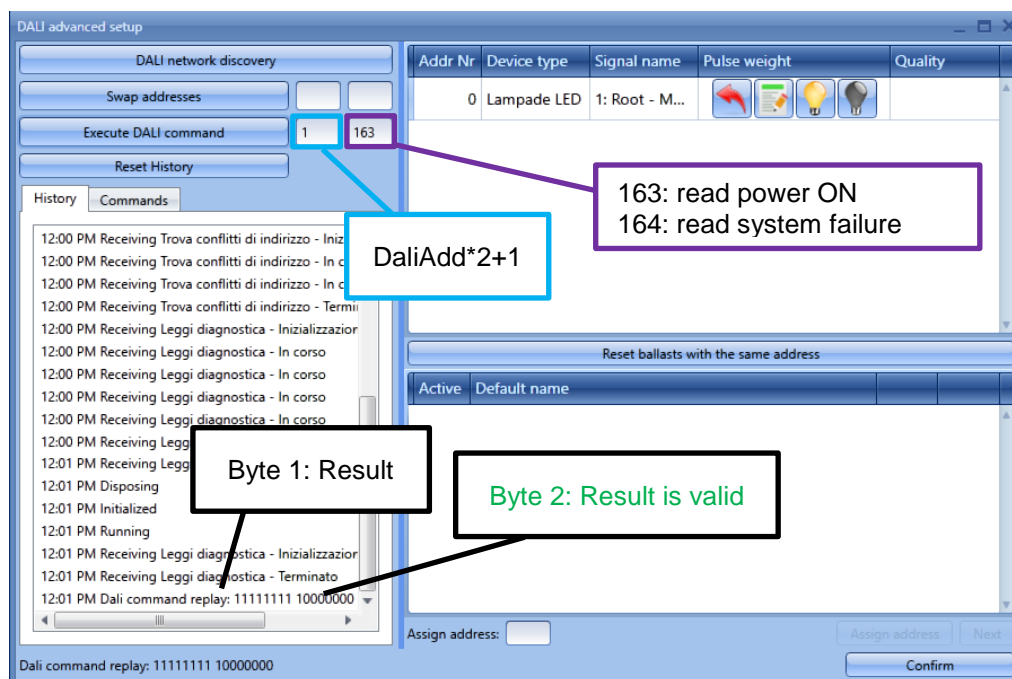 DALI advanced setup
DALI network discovery
Swap addresses
Execute DALI command
1
163
Reset History
History
Commands
12:00 PM Receiving Trova conflitti di indirizzo - Iniz
12:00 PM Receiving Trova conflitti di indirizzo - In c
12:00 PM Receiving Trova conflitti di indirizzo - In c
12:00 PM Receiving Trova conflitti di indirizzo - Termi
12:00 PM Receiving Leggi diagnostica - Inizializzazior
12:00 PM Receiving Leggi diagnostica - In corso
12:00 PM Receiving Leggi diagnostica - In corso
12:00 PM Receiving Leggi diagnostica - In corso
12:00 PM Receiving Leggi diagnostica - In corso
12:00 PM Receiving Legg
12:01 PM Receiving Legg
12:01 PM Disposing
12:01 PM Initialized
12:01 PM Running
12:01 PM Receiving Leggi diagnostica - Inizializzazior
12:01 PM Receiving Leggi diagnostica - Terminato
12:01 PM Dali command replay: 11111111 10000000
Dali command replay: 11111111 10000000
DaliAdd*2+1
Byte 1: Result
Addr Nr Device type Signal name Pulse weight Quality
0 Lampade LED 1: Root - M...
163: read power ON
164: read system failure
Reset ballasts with the same address
Active Default name
Byte 2: Result is valid
Assign address:
Assign address
Next
Confirm